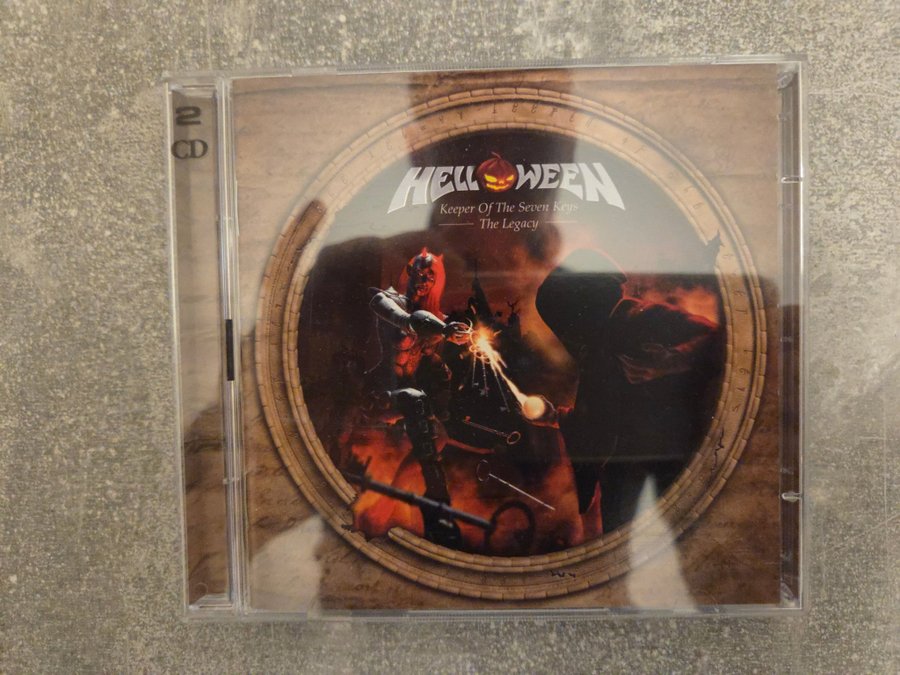 2
CD
HELLOWEEN
Keeper Of The Seven Keys
The Legacy